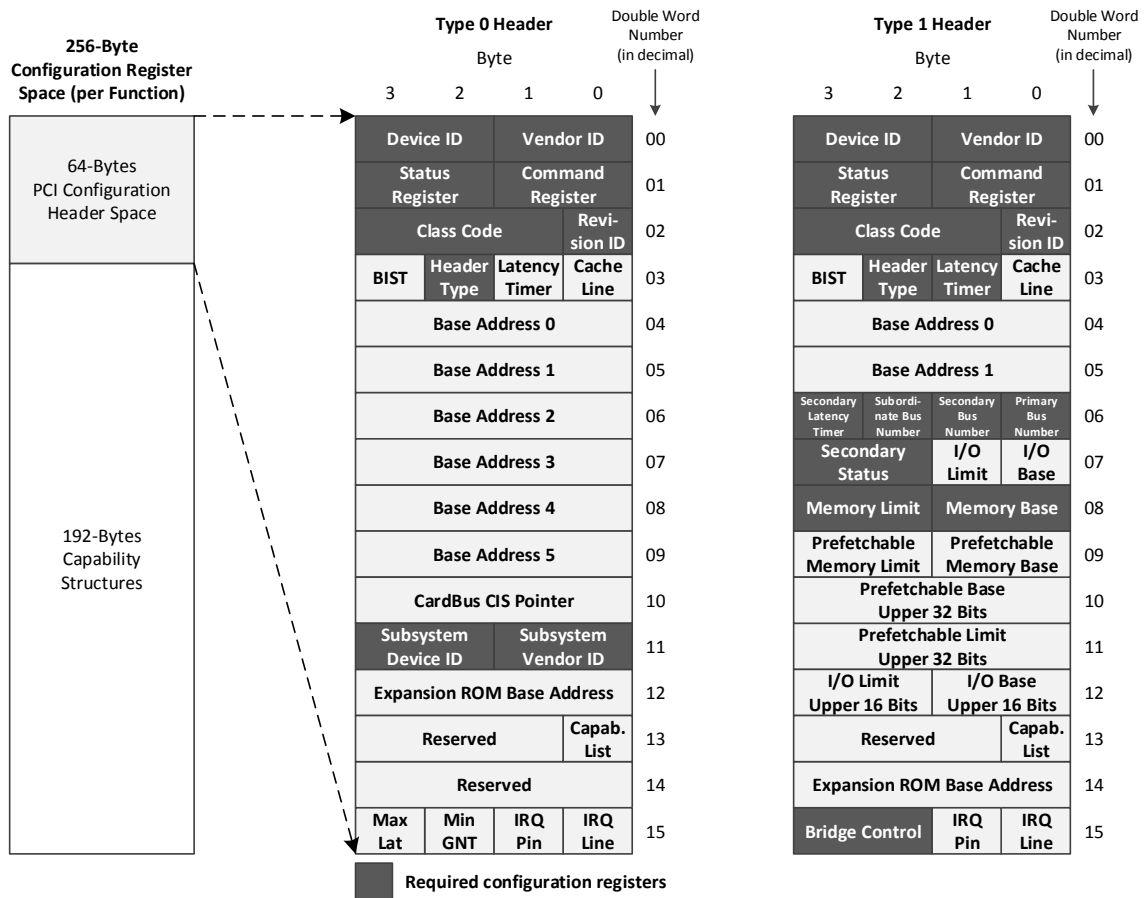 256-Byte
Configuration Register
Space (per Function)
64-Bytes
PCI Configuration
Header Space
192-Bytes
Capability
Structures
Type 0 Header
Byte
3 2 1 0
Double Word
Number
(in decimal)
Device ID Vendor ID 00
Status Register Command Register 01
Class Code Revi-sion ID 02
BIST Header Type Latency Timer Cache Line 03
Base Address 0 04
Base Address 1 05
Base Address 2 06
Base Address 3 07
Base Address 4 08
Base Address 5 09
CardBus CIS Pointer 10
Subsystem Device ID Subsystem Vendor ID 11
Expansion ROM Base Address 12
Reserved Capab. List 13
Reserved 14
Max Lat Min GNT IRQ Pin IRQ Line 15
Required configuration registers
Type 1 Header
Byte
3 2 1 0
Double Word
Number
(in decimal)
Device ID Vendor ID 00
Status Register Command Register 01
Class Code Revi-sion ID 02
BIST Header Type Latency Timer Cache Line 03
Base Address 0 04
Base Address 1 05
Secondary Latency Timer Subordi-nate Bus Number Secondary Bus Number Primary Bus Number 06
Secondary Status I/O Limit I/O Base 07
Memory Limit Memory Base 08
Prefetchable Memory Limit Prefetchable Memory Base 09
Prefetchable Base Upper 32 Bits 10
Prefetchable Limit Upper 32 Bits 11
I/O Limit Upper 16 Bits I/O Base Upper 16 Bits 12
Reserved Capab. List 13
Expansion ROM Base Address 14
Bridge Control IRQ Pin IRQ Line 15